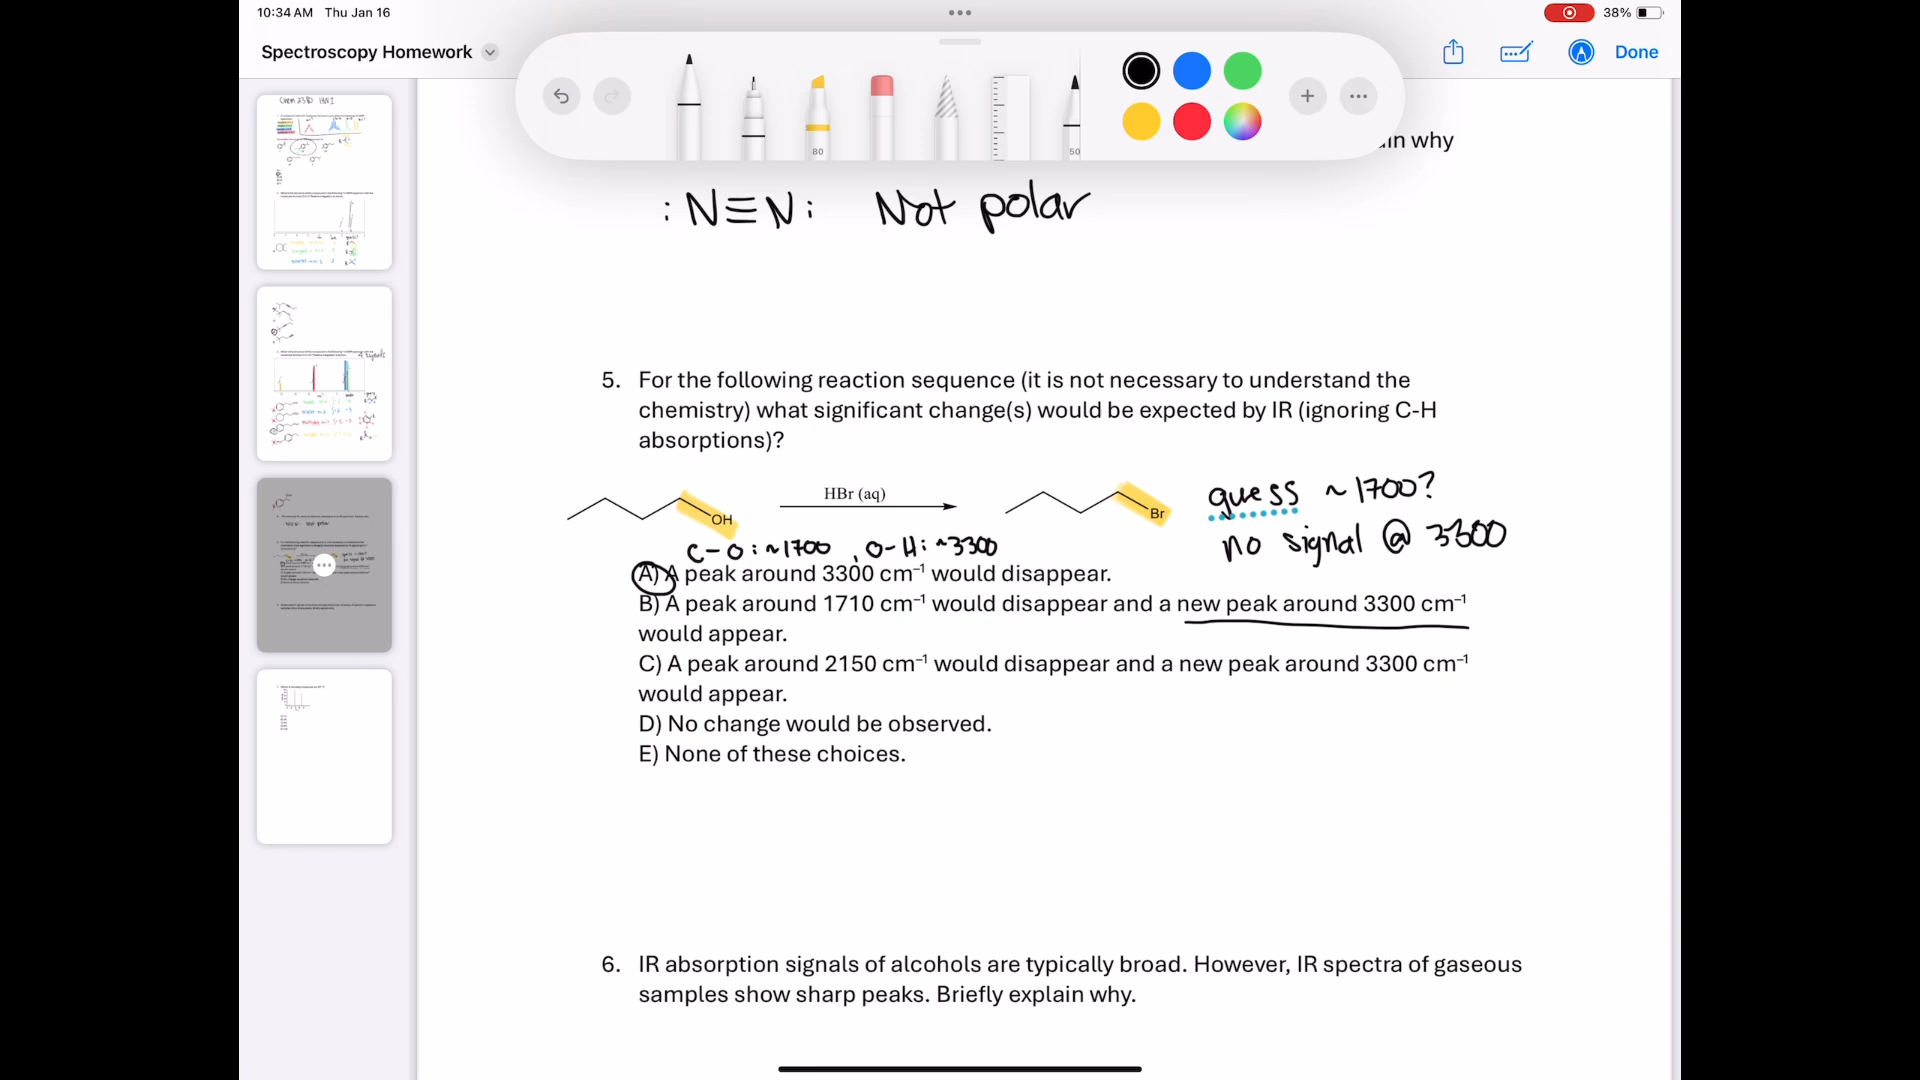 10:34 AM Thu Jan 16
38%
Spectroscopy Homework
Done
80
50
in why
:N≡N: Not polar
5. For the following reaction sequence (it is not necessary to understand the
chemistry) what significant change(s) would be expected by IR (ignoring C-H
absorptions)?
HBr (aq)
OH
Br
guess ~1700?
no signal @ 3300
C-O: ~1700, O-H: ~3300
A) A peak around 3300 cm⁻¹ would disappear.
B) A peak around 1710 cm⁻¹ would disappear and a new peak around 3300 cm⁻¹
would appear.
C) A peak around 2150 cm⁻¹ would disappear and a new peak around 3300 cm⁻¹
would appear.
D) No change would be observed.
E) None of these choices.
6. IR absorption signals of alcohols are typically broad. However, IR spectra of gaseous
samples show sharp peaks. Briefly explain why.